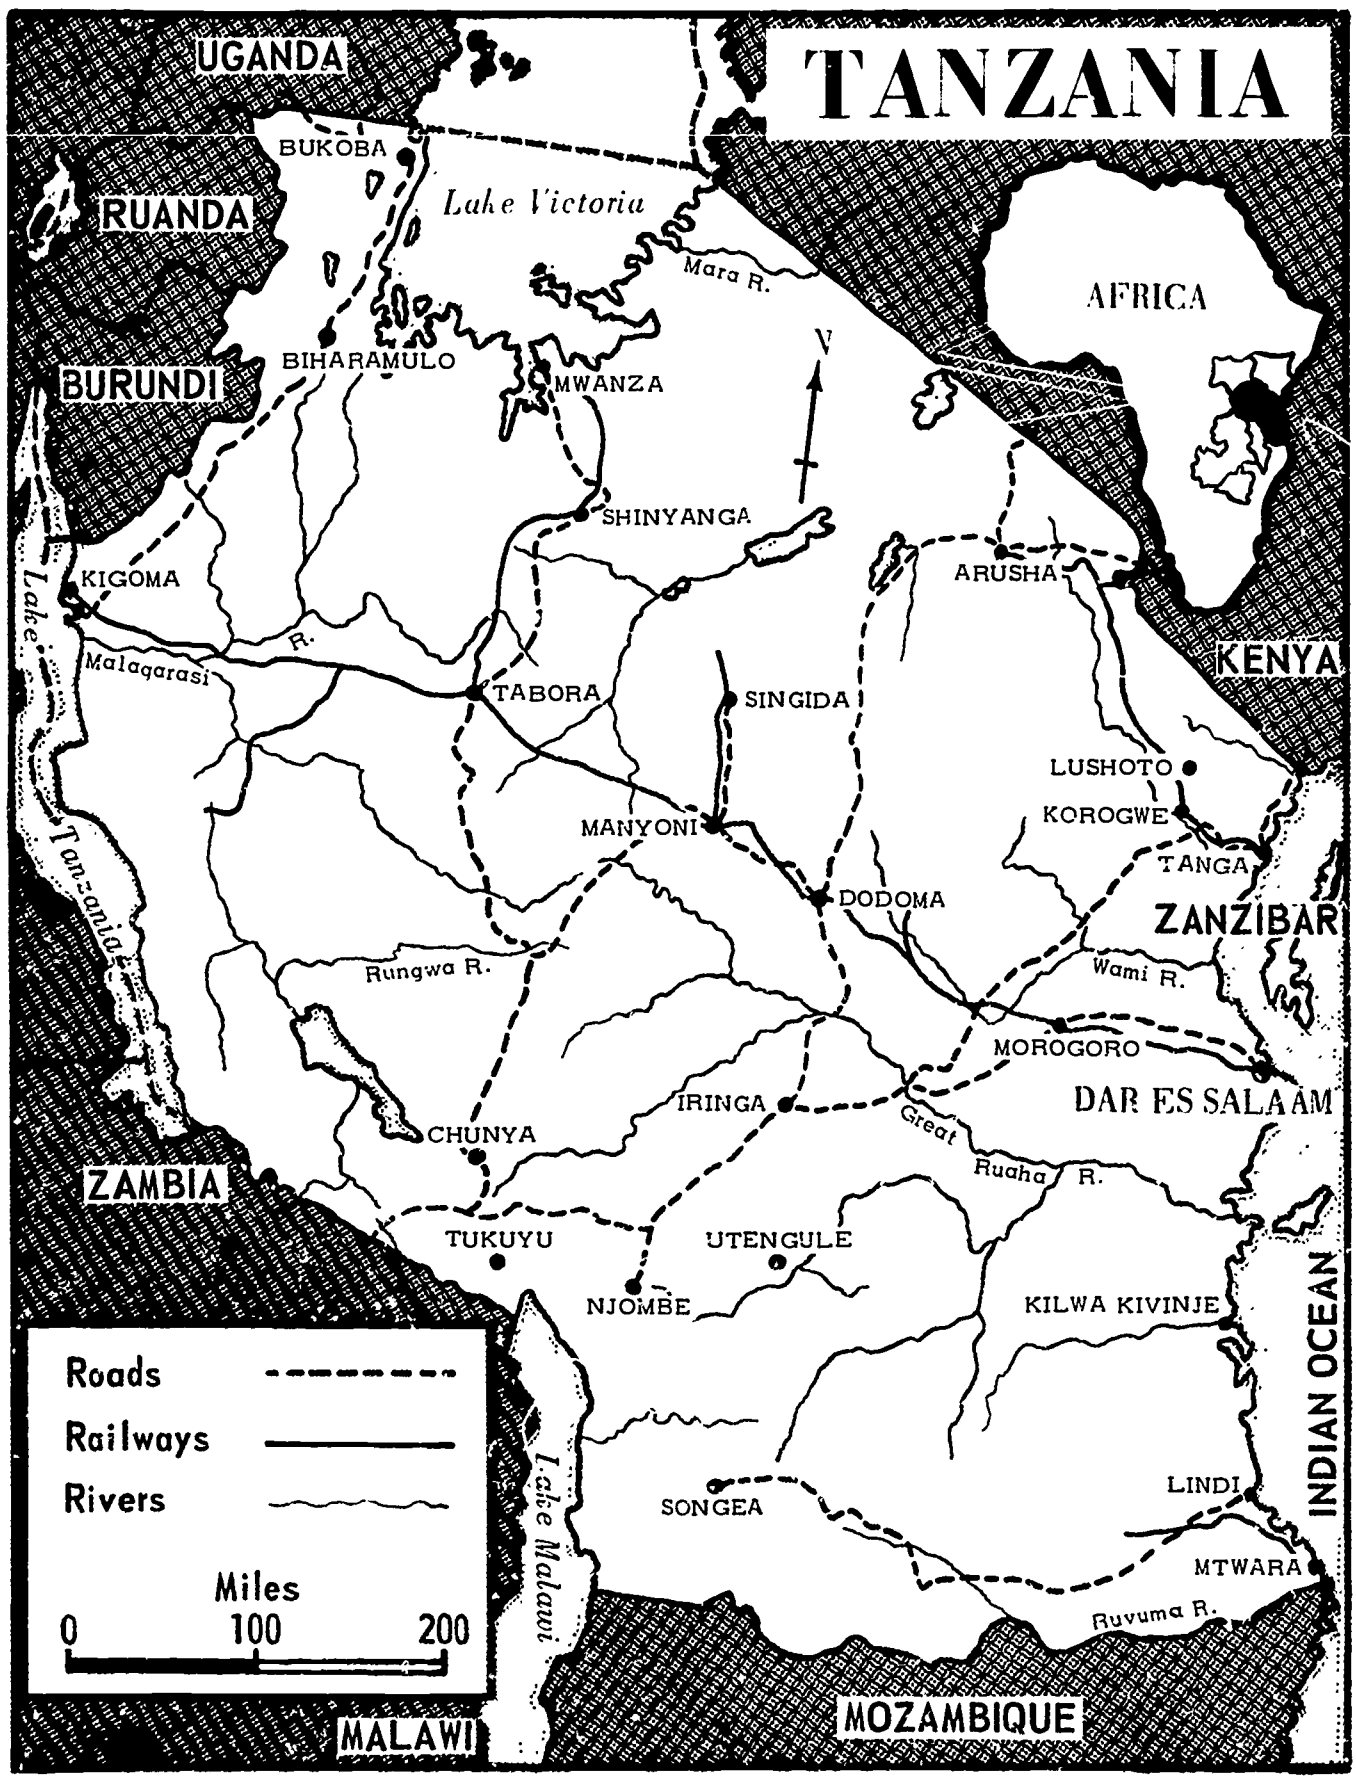 TANZANIA
UGANDA
BUKOBA
RUANDA
Lake Victoria
Mara R.
AFRICA
BIHARAMULO
BURUNDI
MWANZA
SHINYANGA
KIGOMA
ARUSHA
Lake Tanzania
Malagarasi R.
KENYA
TABORA
SINGIDA
LUSHOTO
KOROGWE
MANYONI
TANGA
DODOMA
ZANZIBAR
Rungwa R.
Wami R.
MOROGORO
IRINGA
DAR ES SALAAM
Great Ruaha R.
CHUNYA
ZAMBIA
TUKUYU
UTENGULE
NJOMBE
KILWA KIVINJE
INDIAN OCEAN
Roads
Railways
Rivers
Lake Malawi
LINDI
SONGEA
MTWARA
Miles
0 100 200
Ruvuma R.
MALAWI
MOZAMBIQUE